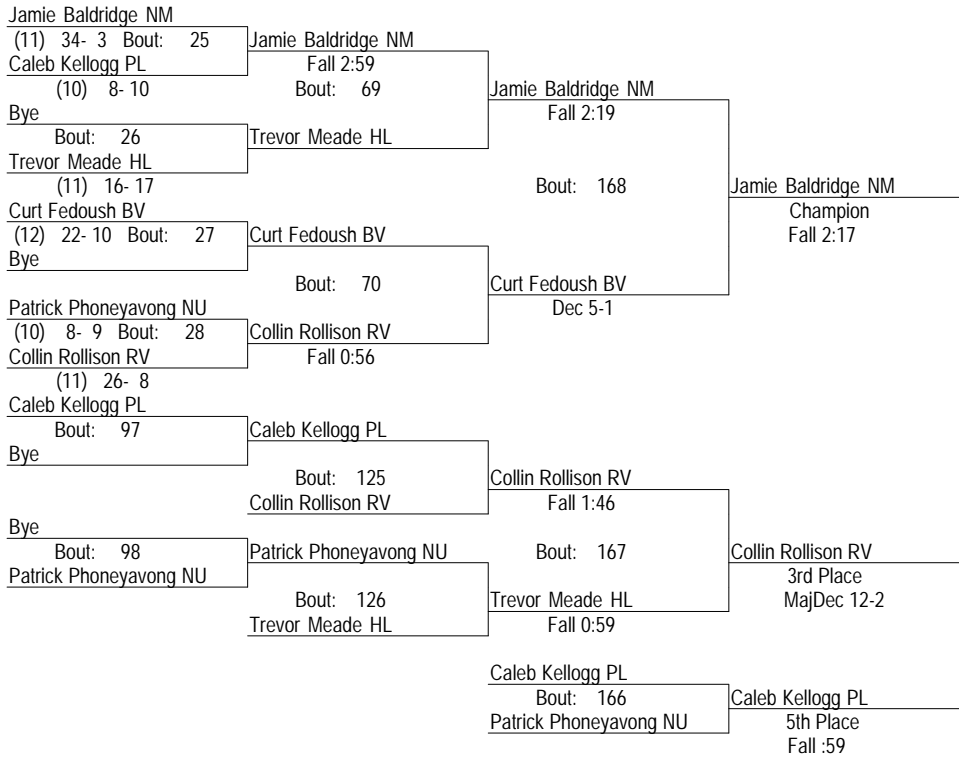 Jamie Baldridge NM
(11) 34- 3 Bout: 25
Jamie Baldridge NM
Caleb Kellogg PL
Fall 2:59
(10) 8- 10
Bout: 69
Jamie Baldridge NM
Bye
Fall 2:19
Bout: 26
Trevor Meade HL
Trevor Meade HL
(11) 16- 17
Bout: 168
Jamie Baldridge NM
Curt Fedoush BV
Champion
(12) 22- 10 Bout: 27
Curt Fedoush BV
Fall 2:17
Bye
Bout: 70
Curt Fedoush BV
Patrick Phoneyavong NU
Dec 5-1
(10) 8- 9 Bout: 28
Collin Rollison RV
Collin Rollison RV
Fall 0:56
(11) 26- 8
Caleb Kellogg PL
Bout: 97
Caleb Kellogg PL
Bye
Bout: 125
Collin Rollison RV
Collin Rollison RV
Fall 1:46
Bye
Bout: 98
Patrick Phoneyavong NU
Bout: 167
Collin Rollison RV
Patrick Phoneyavong NU
3rd Place
Bout: 126
Trevor Meade HL
MajDec 12-2
Trevor Meade HL
Fall 0:59
Caleb Kellogg PL
Bout: 166
Caleb Kellogg PL
Patrick Phoneyavong NU
5th Place
Fall :59